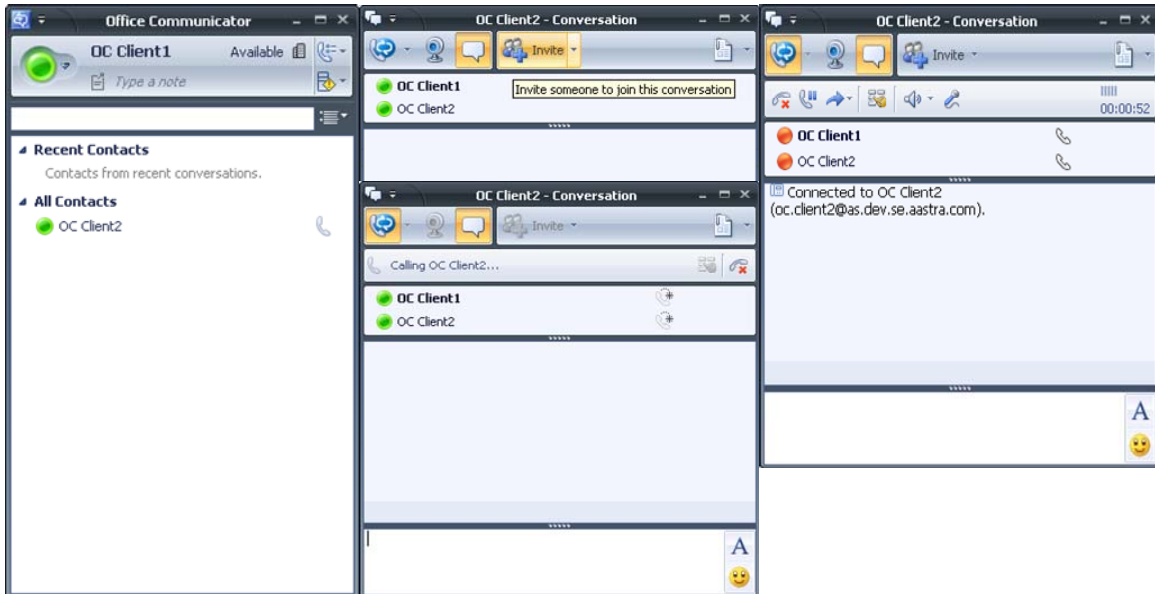 Office Communicator
OC Client1 Available
Type a note
Recent Contacts
Contacts from recent conversations.
All Contacts
OC Client2
OC Client2 - Conversation
Invite
OC Client1
Invite someone to join this conversation
OC Client2
OC Client2 - Conversation
Invite
Calling OC Client2...
OC Client1
OC Client2
A
OC Client2 - Conversation
Invite
00:00:52
OC Client1
OC Client2
Connected to OC Client2
(oc.client2@as.dev.se.aastra.com).
A